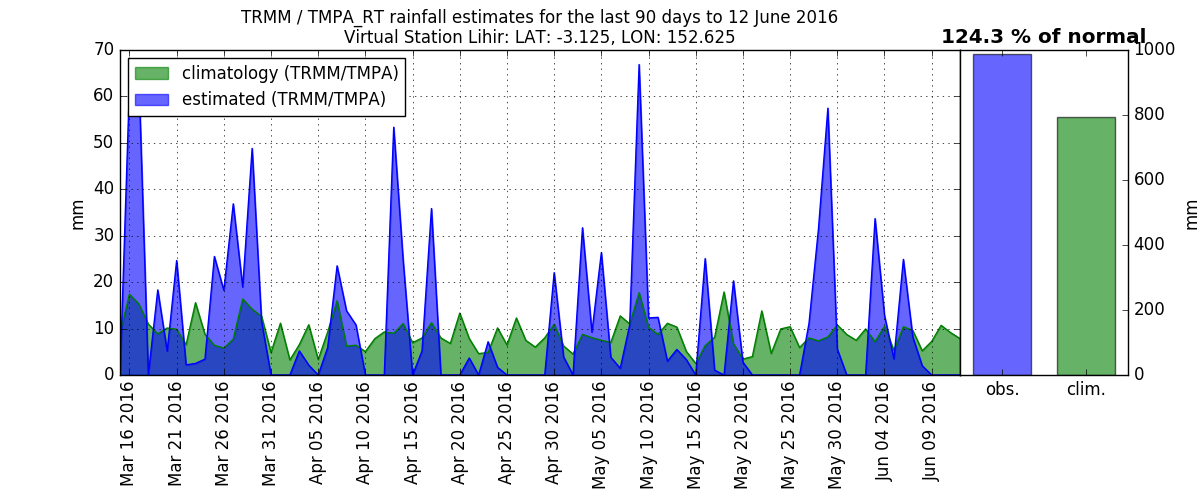 TRMM / TMPA_RT rainfall estimates for the last 90 days to 12 June 2016
Virtual Station Lihir: LAT: -3.125, LON: 152.625
124.3 % of normal
climatology (TRMM/TMPA)
estimated (TRMM/TMPA)
70
60
50
40
30
20
10
0
mm
1000
800
600
400
200
0
mm
Mar 16 2016
Mar 21 2016
Mar 26 2016
Mar 31 2016
Apr 05 2016
Apr 10 2016
Apr 15 2016
Apr 20 2016
Apr 25 2016
Apr 30 2016
May 05 2016
May 10 2016
May 15 2016
May 20 2016
May 25 2016
May 30 2016
Jun 04 2016
Jun 09 2016
obs.
clim.